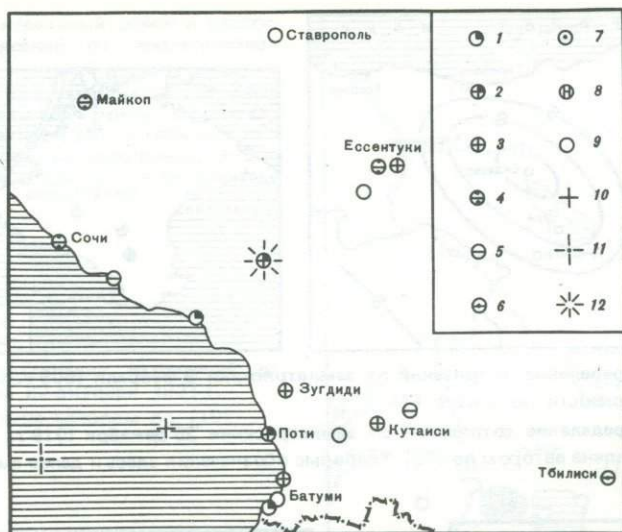 Ставрополь
1
7
Майкоп
2
8
Ессентуки
3
9
4
10
Сочи
5
11
6
12
Зугдиди
Поти
Кутаиси
Тбилиси
Батуми